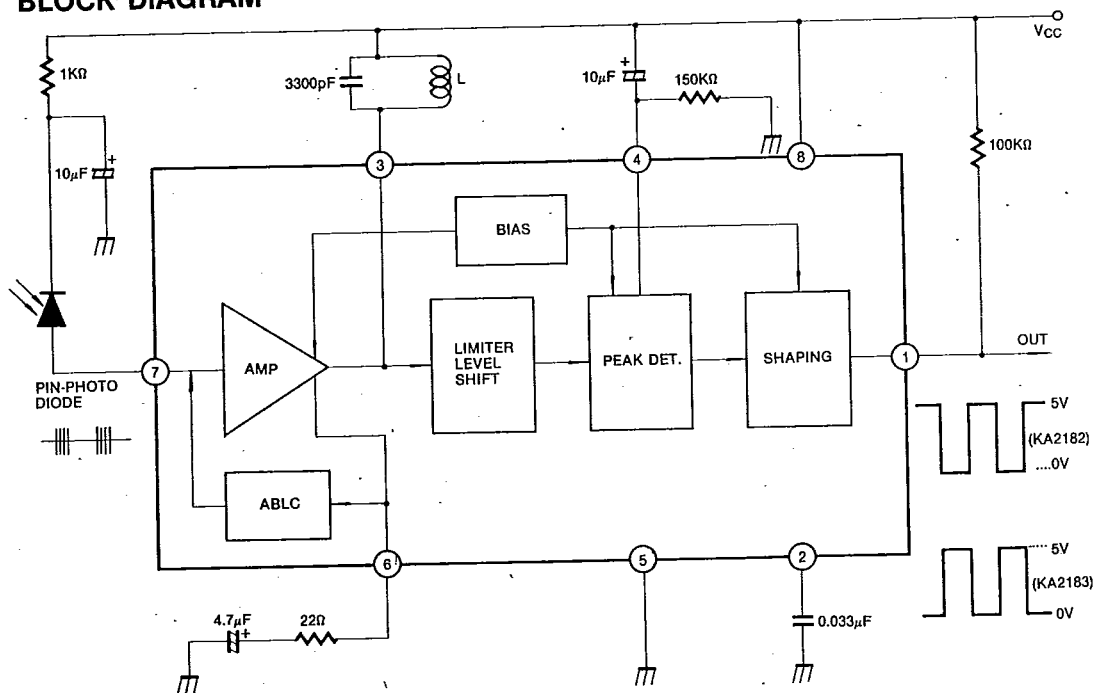 BLOCK DIAGRAM
VCC
1KΩ
3300pF
L
10μF
150KΩ
100KΩ
10μF
3
4
8
BIAS
AMP
LIMITER
LEVEL
SHIFT
PEAK DET.
SHAPING
OUT
7
1
PIN-PHOTO
DIODE
5V
(KA2182)
....0V
ABLC
6
5
2
5V
(KA2183)
0V
4.7μF
+
22Ω
0.033μF
+
+